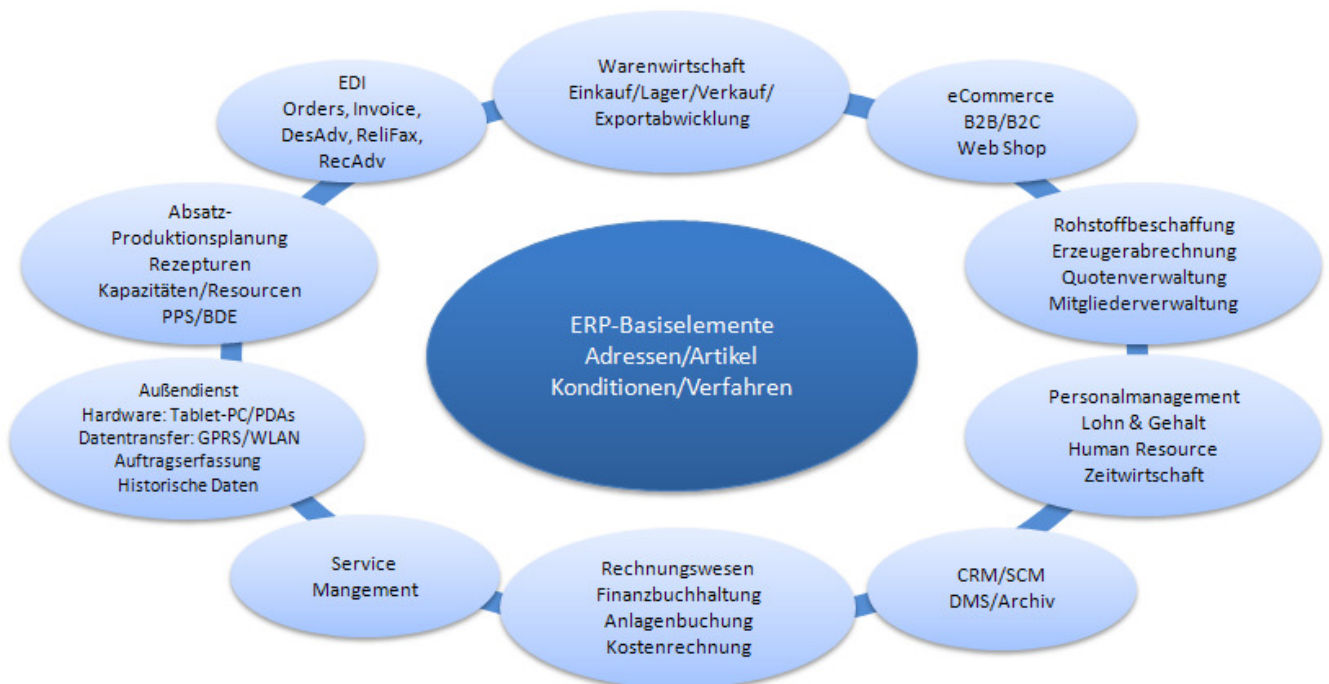 Warenwirtschaft
Einkauf/Lager/Verkauf/
Exportabwicklung
eCommerce
B2B/B2C
Web Shop
Rohstoffbeschaffung
Erzeugerabrechnung
Quotenverwaltung
Mitgliederverwaltung
Personalmanagement
Lohn & Gehalt
Human Resource
Zeitwirtschaft
CRM/SCM
DMS/Archiv
Rechnungswesen
Finanzbuchhaltung
Anlagenbuchung
Kostenrechnung
Service
Mangement
Außendienst
Hardware: Tablet-PC/PDAs
Datentransfer: GPRS/WLAN
Auftragserfassung
Historische Daten
Absatz-
Produktionsplanung
Rezepturen
Kapazitäten/Resourcen
PPS/BDE
EDI
Orders, Invoice,
DesAdv, ReliFax,
RecAdv
ERP-Basiselemente
Adressen/Artikel
Konditionen/Verfahren